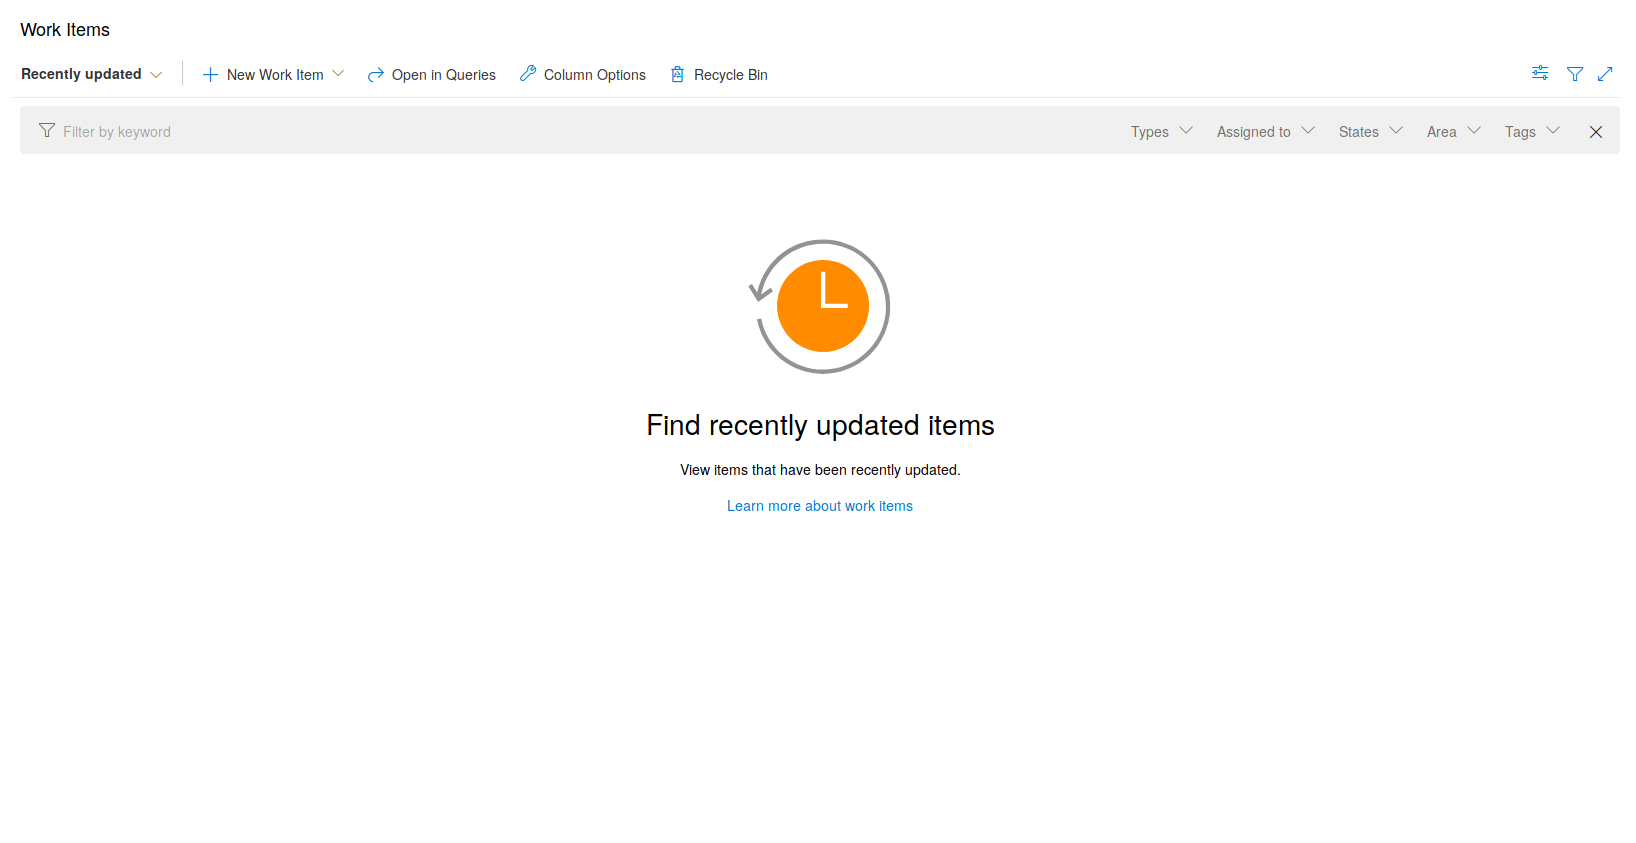 Work Items
Recently updated New Work Item Open in Queries Column Options Recycle Bin
Filter by keyword Types Assigned to States Area Tags
Find recently updated items
View items that have been recently updated.
Learn more about work items